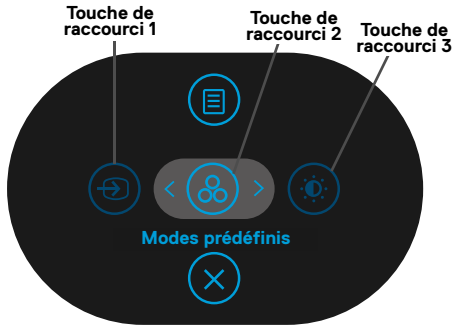 Touche de
raccourci 1
Touche de
raccourci 2
Touche de
raccourci 3
Modes prédéfinis